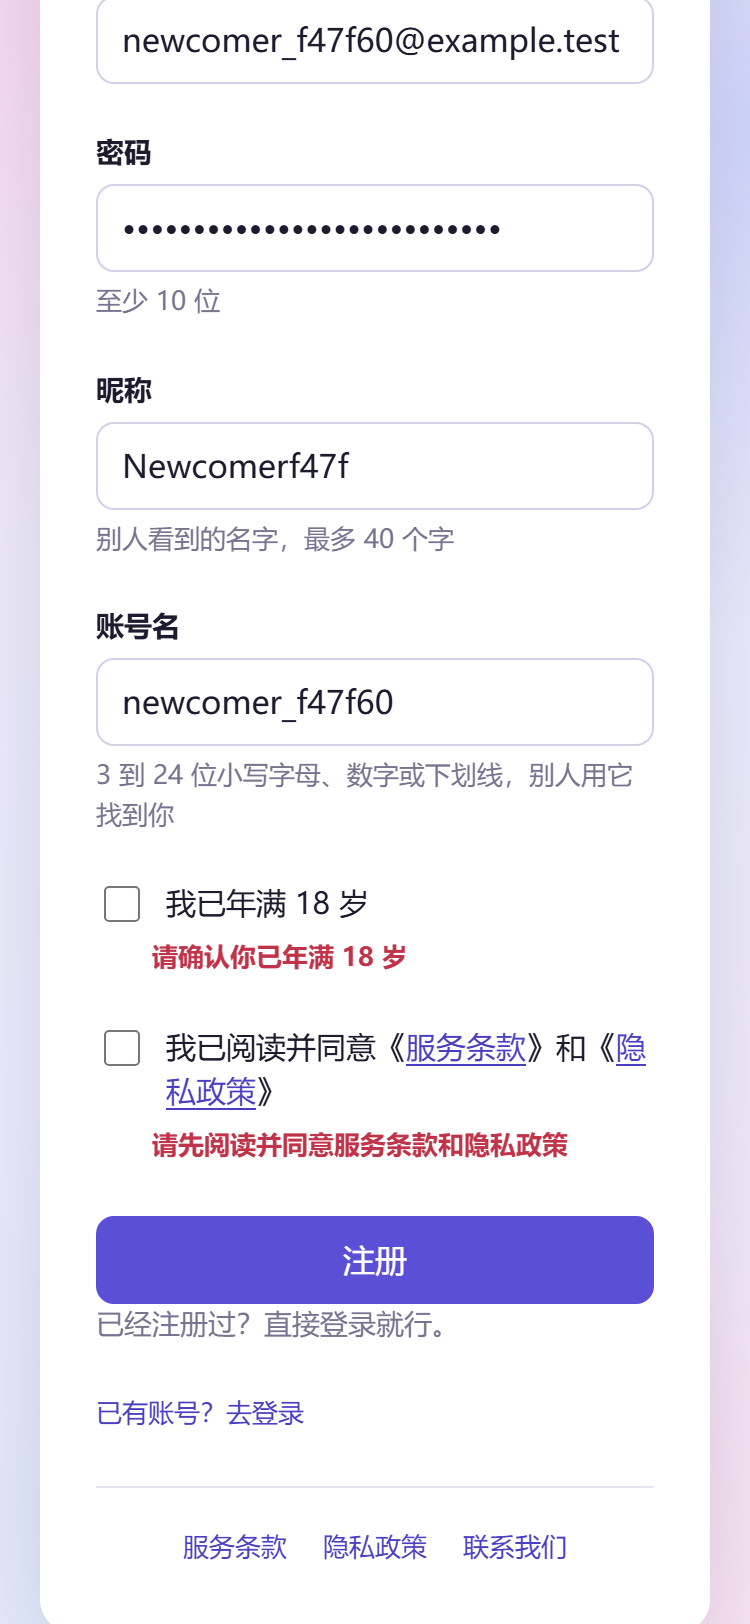 newcomer_f47f60@example.test
密码
•••••••••••••••••••••••••••
至少 10 位
昵称
Newcomerf47f
别人看到的名字，最多 40 个字
账号名
newcomer_f47f60
3 到 24 位小写字母、数字或下划线，别人用它
找到你
我已年满 18 岁
请确认你已年满 18 岁
我已阅读并同意《服务条款》和《隐
私政策》
请先阅读并同意服务条款和隐私政策
注册
已经注册过？直接登录就行。
已有账号？去登录
服务条款 隐私政策 联系我们